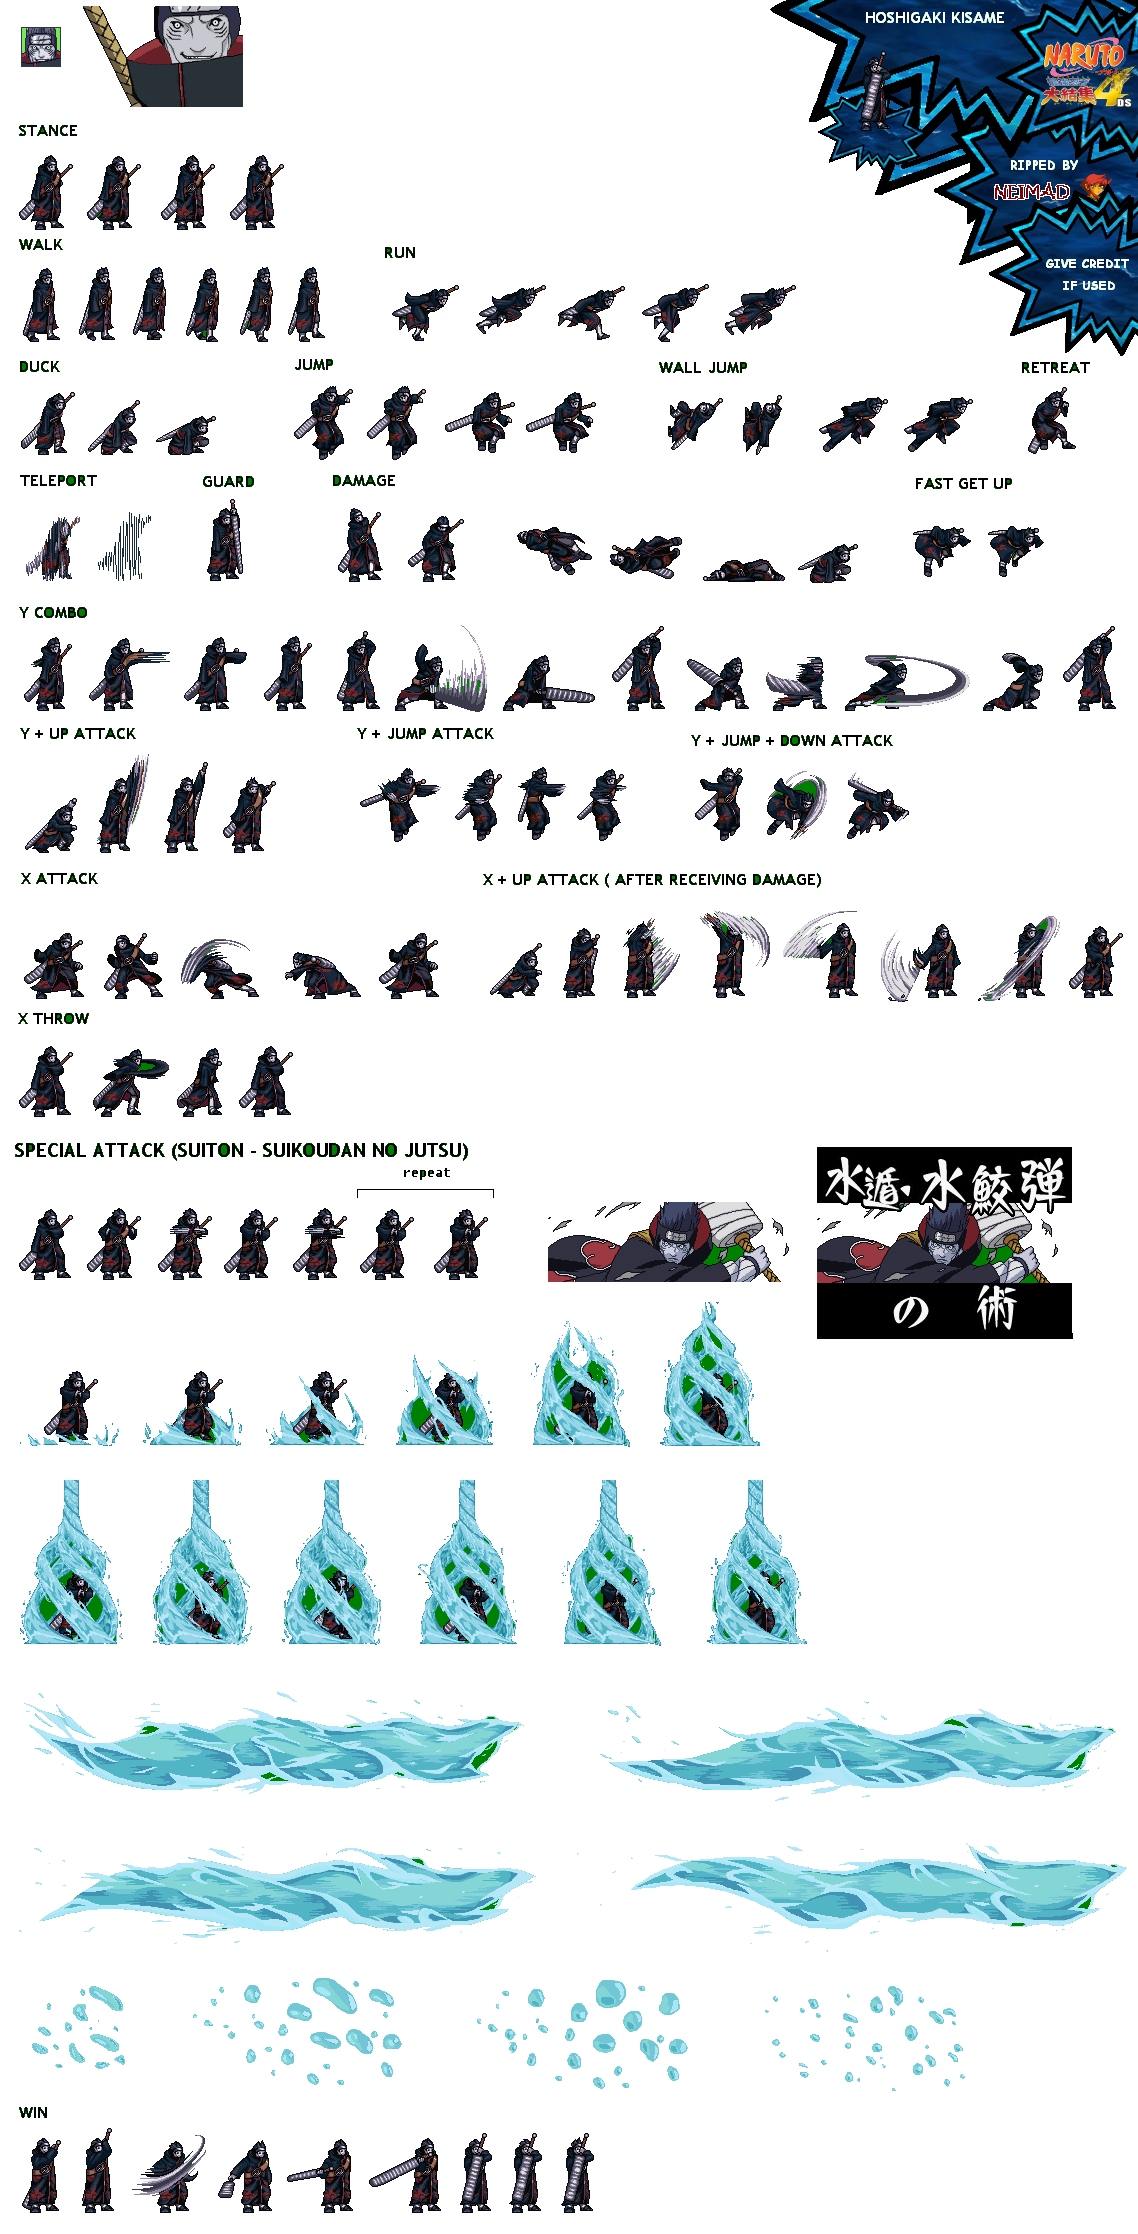 HOSHIGAKI KISAME
NARUTO
大結集4
DS
STANCE
RIPPED BY
NEIMAD
WALK
RUN
GIVE CREDIT
IF USED
DUCK
JUMP
WALL JUMP
RETREAT
TELEPORT
GUARD
DAMAGE
FAST GET UP
Y COMBO
Y + UP ATTACK
Y + JUMP ATTACK
Y + JUMP + DOWN ATTACK
X ATTACK
X + UP ATTACK ( AFTER RECEIVING DAMAGE)
X THROW
SPECIAL ATTACK (SUITON - SUIKOUDAN NO JUTSU)
repeat
水遁・水鮫弾
の術
WIN